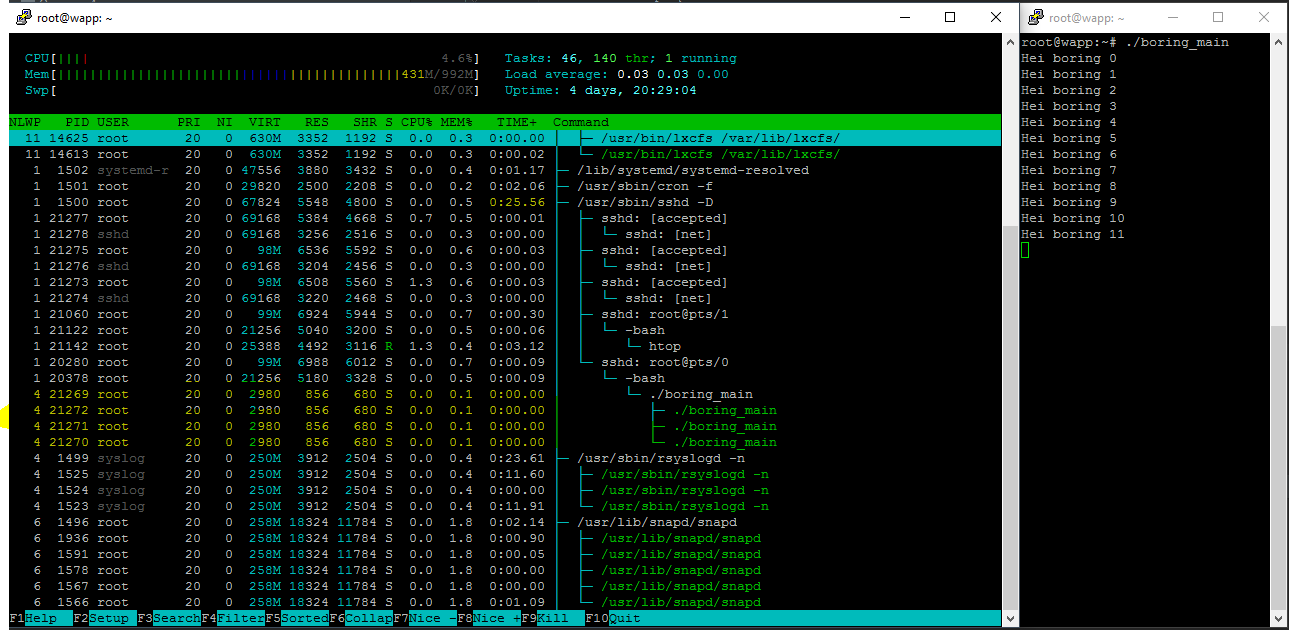 root@wapp: ~
CPU[|||| 4.6%] Tasks: 46, 140 thr; 1 running
Mem[||||||||||||||||||||||||||||||||||||||||||||431M/992M] Load average: 0.03 0.03 0.00
Swp[ 0K/0K] Uptime: 4 days, 20:29:04
NLWP PID USER PRI NI VIRT RES SHR S CPU% MEM% TIME+ Command
11 14625 root 20 0 630M 3352 1192 S 0.0 0.3 0:00.00 │ ├─ /usr/bin/lxcfs /var/lib/lxcfs/
11 14613 root 20 0 630M 3352 1192 S 0.0 0.3 0:00.02 │ └─ /usr/bin/lxcfs /var/lib/lxcfs/
1 1502 systemd-r 20 0 47556 3880 3432 S 0.0 0.4 0:01.17 ├─ /lib/systemd/systemd-resolved
1 1501 root 20 0 29820 2500 2208 S 0.0 0.2 0:02.06 ├─ /usr/sbin/cron -f
1 1500 root 20 0 67824 5548 4800 S 0.0 0.5 0:25.56 ├─ /usr/sbin/sshd -D
1 21277 root 20 0 69168 5384 4668 S 0.7 0.5 0:00.01 │ ├─ sshd: [accepted]
1 21278 sshd 20 0 69168 3256 2516 S 0.0 0.3 0:00.00 │ │ └─ sshd: [net]
1 21275 root 20 0 98M 6536 5592 S 0.0 0.6 0:00.03 │ ├─ sshd: [accepted]
1 21276 sshd 20 0 69168 3204 2456 S 0.0 0.3 0:00.00 │ │ └─ sshd: [net]
1 21273 root 20 0 98M 6508 5560 S 1.3 0.6 0:00.03 │ ├─ sshd: [accepted]
1 21274 sshd 20 0 69168 3220 2468 S 0.0 0.3 0:00.00 │ │ └─ sshd: [net]
1 21060 root 20 0 99M 6924 5944 S 0.0 0.7 0:00.30 │ ├─ sshd: root@pts/1
1 21122 root 20 0 21256 5040 3200 S 0.0 0.5 0:00.06 │ │ └─ -bash
1 21142 root 20 0 25388 4492 3116 R 1.3 0.4 0:03.12 │ │ └─ htop
1 20280 root 20 0 99M 6988 6012 S 0.0 0.7 0:00.09 │ └─ sshd: root@pts/0
1 20378 root 20 0 21256 5180 3328 S 0.0 0.5 0:00.09 │ └─ -bash
4 21269 root 20 0 2980 856 680 S 0.0 0.1 0:00.00 │ └─ ./boring_main
4 21272 root 20 0 2980 856 680 S 0.0 0.1 0:00.00 │ ├─ ./boring_main
4 21271 root 20 0 2980 856 680 S 0.0 0.1 0:00.00 │ ├─ ./boring_main
4 21270 root 20 0 2980 856 680 S 0.0 0.1 0:00.00 │ └─ ./boring_main
4 1499 syslog 20 0 250M 3912 2504 S 0.0 0.4 0:23.61 ├─ /usr/sbin/rsyslogd -n
4 1525 syslog 20 0 250M 3912 2504 S 0.0 0.4 0:11.60 │ ├─ /usr/sbin/rsyslogd -n
4 1524 syslog 20 0 250M 3912 2504 S 0.0 0.4 0:00.00 │ ├─ /usr/sbin/rsyslogd -n
4 1523 syslog 20 0 250M 3912 2504 S 0.0 0.4 0:11.91 │ └─ /usr/sbin/rsyslogd -n
6 1496 root 20 0 258M 18324 11784 S 0.0 1.8 0:02.14 ├─ /usr/lib/snapd/snapd
6 1936 root 20 0 258M 18324 11784 S 0.0 1.8 0:00.90 │ ├─ /usr/lib/snapd/snapd
6 1591 root 20 0 258M 18324 11784 S 0.0 1.8 0:00.05 │ ├─ /usr/lib/snapd/snapd
6 1578 root 20 0 258M 18324 11784 S 0.0 1.8 0:00.00 │ ├─ /usr/lib/snapd/snapd
6 1567 root 20 0 258M 18324 11784 S 0.0 1.8 0:00.00 │ ├─ /usr/lib/snapd/snapd
6 1566 root 20 0 258M 18324 11784 S 0.0 1.8 0:01.09 │ └─ /usr/lib/snapd/snapd
F1Help F2Setup F3SearchF4FilterF5SortedF6CollapF7Nice -F8Nice +F9Kill F10Quit
root@wapp: ~
root@wapp:~# ./boring_main
Hei boring 0
Hei boring 1
Hei boring 2
Hei boring 3
Hei boring 4
Hei boring 5
Hei boring 6
Hei boring 7
Hei boring 8
Hei boring 9
Hei boring 10
Hei boring 11